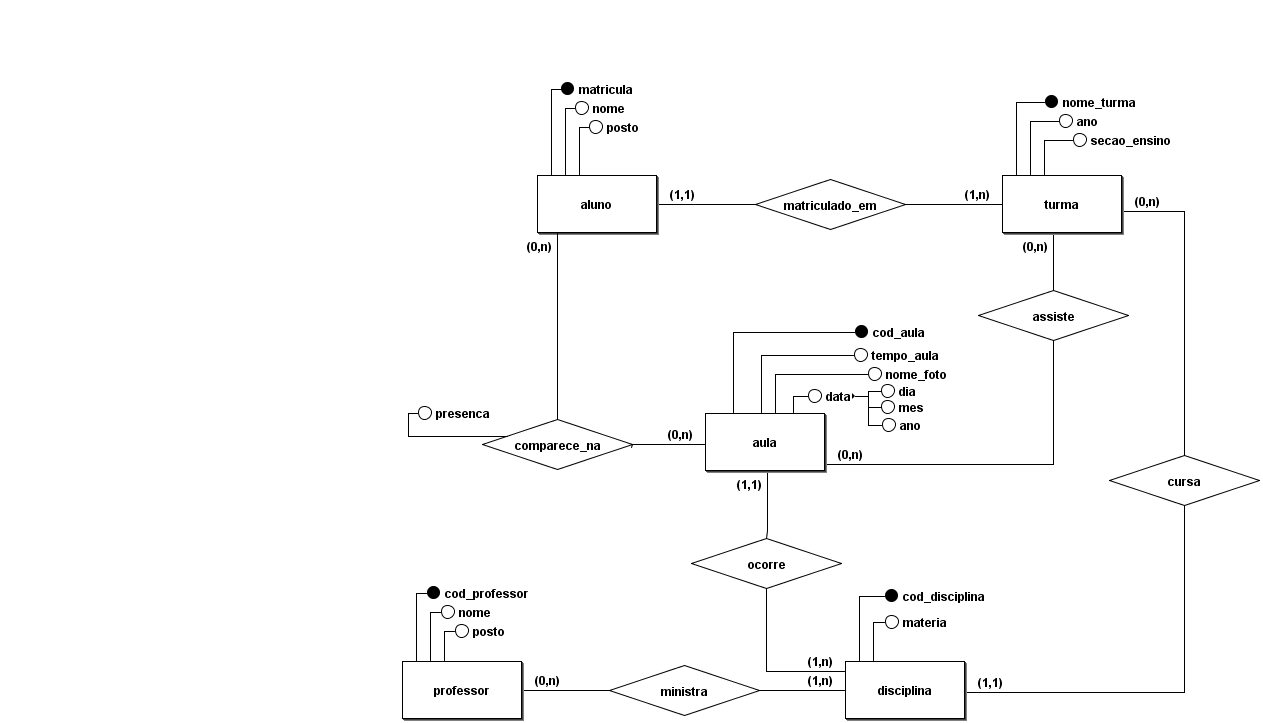 matricula
nome
posto
nome_turma
ano
secao_ensino
aluno
(1,1)
matriculado_em
(1,n)
turma
(0,n)
(0,n)
(0,n)
assiste
cod_aula
tempo_aula
nome_foto
data
dia
mes
ano
presenca
comparece_na
(0,n)
aula
(0,n)
(1,1)
cursa
ocorre
cod_professor
nome
posto
cod_disciplina
materia
(1,n)
professor
(0,n)
ministra
(1,n)
disciplina
(1,1)